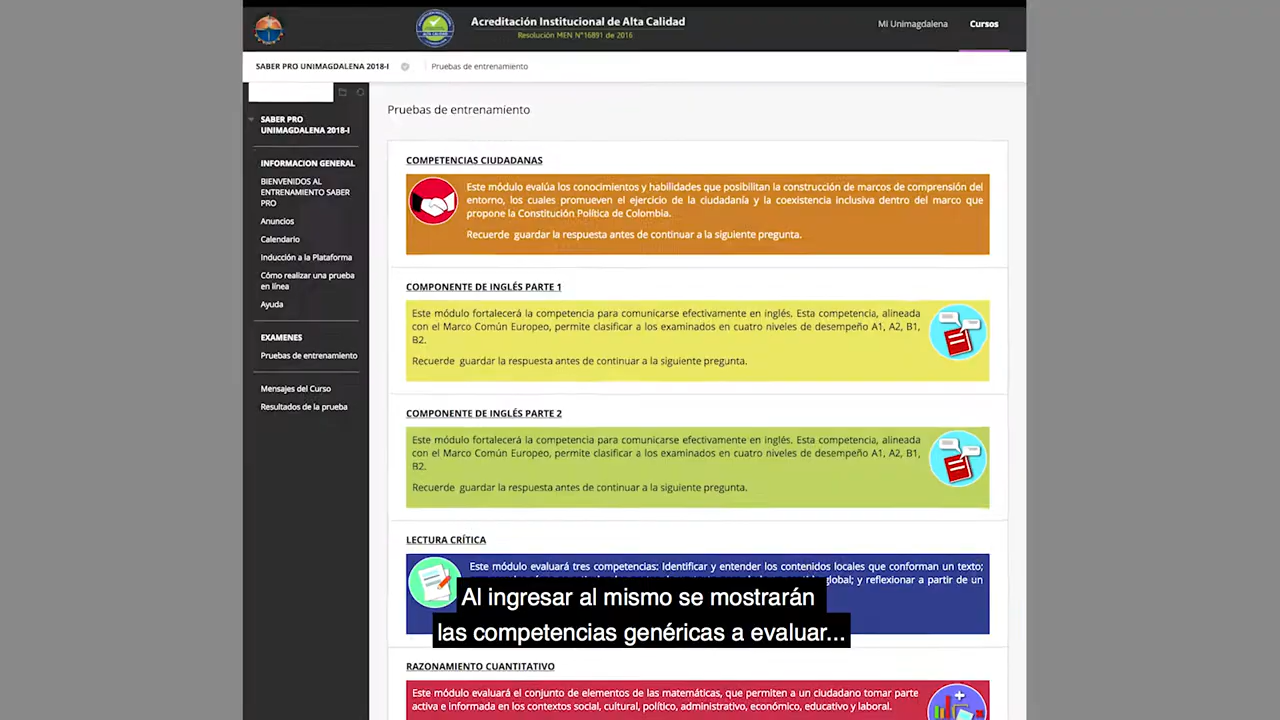 Acreditación Institucional de Alta Calidad
Resolución MEN N°16891 de 2016
Mi Unimagdalena
Cursos
SABER PRO UNIMAGDALENA 2018-I
Pruebas de entrenamiento
SABER PRO
UNIMAGDALENA 2018-I
INFORMACION GENERAL
BIENVENIDOS AL
ENTRENAMIENTO SABER
PRO
Anuncios
Calendario
Inducción a la Plataforma
Cómo realizar una prueba
en línea
Ayuda
EXAMENES
Pruebas de entrenamiento
Mensajes del Curso
Resultados de la prueba
Pruebas de entrenamiento
COMPETENCIAS CIUDADANAS
Este módulo evalúa los conocimientos y habilidades que posibilitan la construcción de marcos de comprensión del
entorno, los cuales promueven el ejercicio de la ciudadanía y la coexistencia inclusiva dentro del marco que
propone la Constitución Política de Colombia.
Recuerde guardar la respuesta antes de continuar a la siguiente pregunta.
COMPONENTE DE INGLÉS PARTE 1
Este módulo fortalecerá la competencia para comunicarse efectivamente en inglés. Esta competencia, alineada
con el Marco Común Europeo, permite clasificar a los examinados en cuatro niveles de desempeño A1, A2, B1,
B2.
Recuerde guardar la respuesta antes de continuar a la siguiente pregunta.
COMPONENTE DE INGLÉS PARTE 2
Este módulo fortalecerá la competencia para comunicarse efectivamente en inglés. Esta competencia, alineada
con el Marco Común Europeo, permite clasificar a los examinados en cuatro niveles de desempeño A1, A2, B1,
B2.
Recuerde guardar la respuesta antes de continuar a la siguiente pregunta.
LECTURA CRÍTICA
Este módulo evaluará tres competencias: Identificar y entender los contenidos locales que conforman un texto;
global; y reflexionar a partir de un
Al ingresar al mismo se mostrarán
las competencias genéricas a evaluar...
RAZONAMIENTO CUANTITATIVO
Este módulo evaluará el conjunto de elementos de las matemáticas, que permiten a un ciudadano tomar parte
activa e informada en los contextos social, cultural, político, administrativo, económico, educativo y laboral.